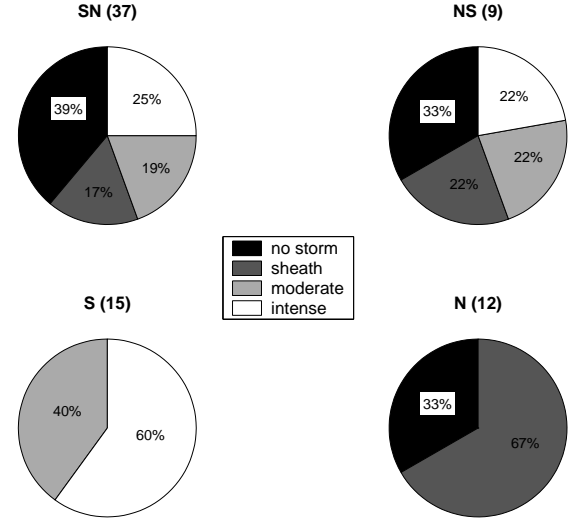 SN (37)
39%
25%
19%
17%
NS (9)
33%
22%
22%
22%
no storm
sheath
moderate
intense
S (15)
40%
60%
N (12)
33%
67%